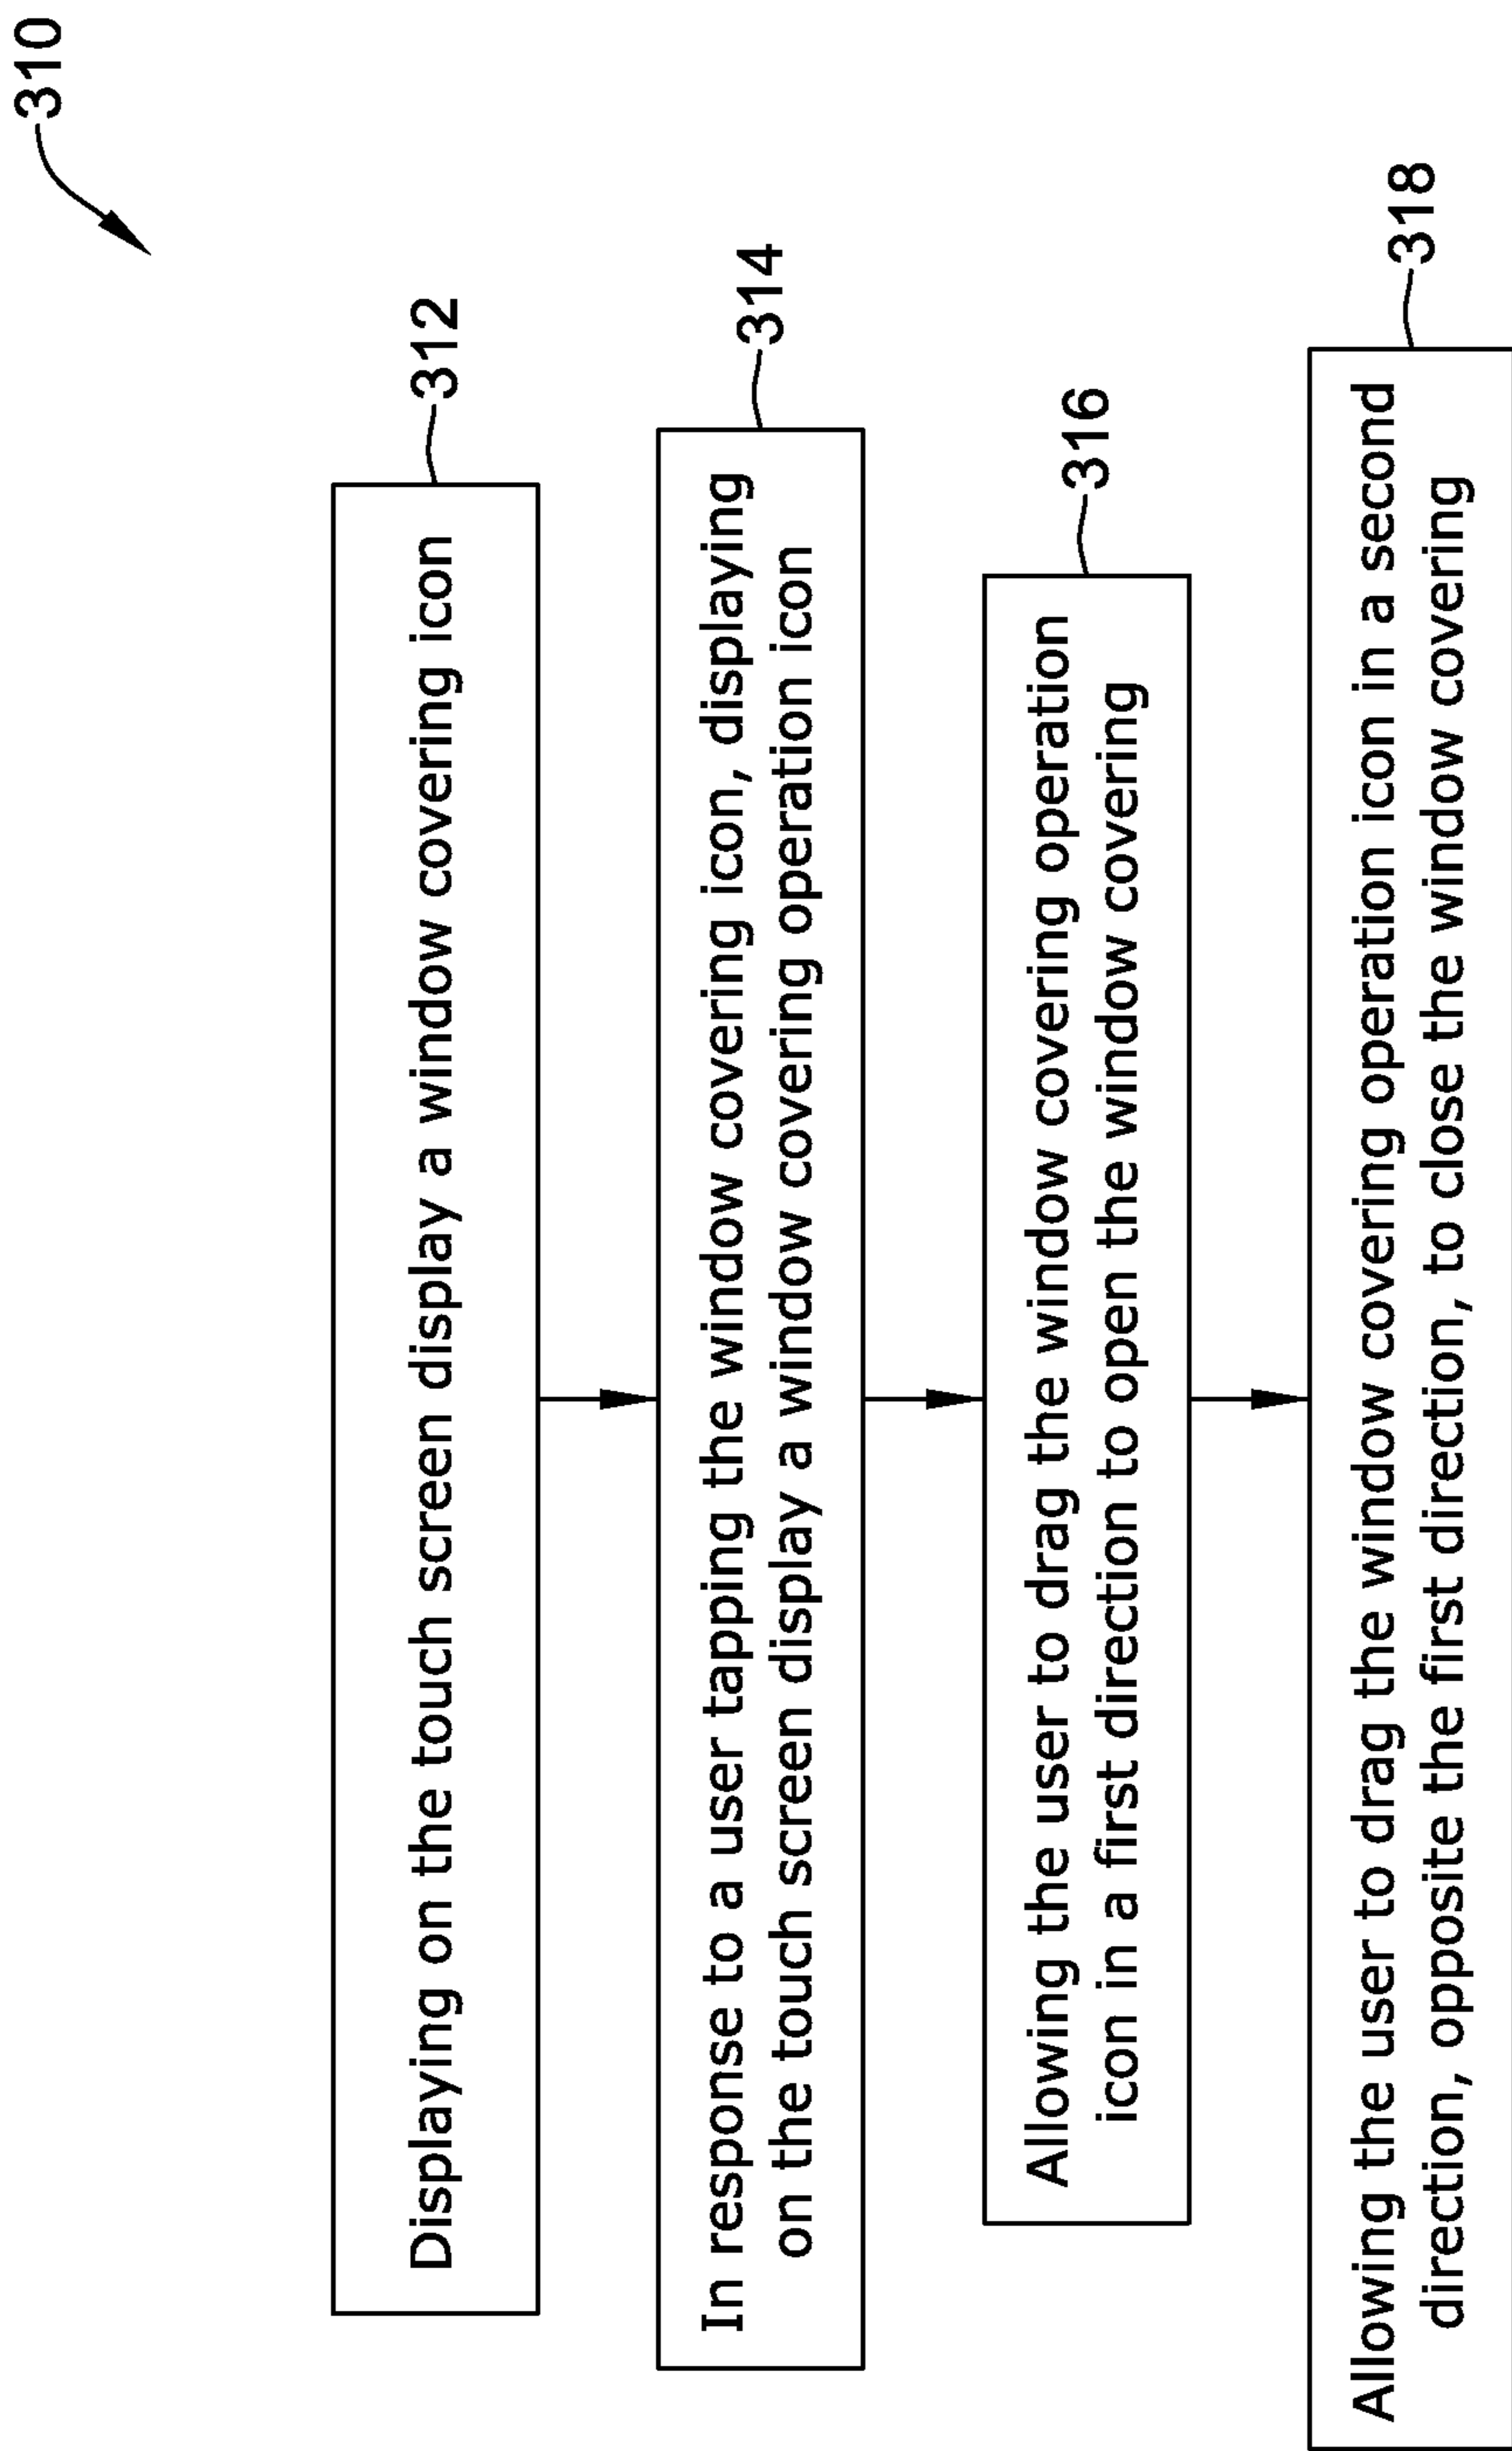 310
Displaying on the touch screen display a window covering icon
312
In response to a user tapping the window covering icon, displaying
on the touch screen display a window covering operation icon
314
Allowing the user to drag the window covering operation
icon in a first direction to open the window covering
316
Allowing the user to drag the window covering operation icon in a second
direction, opposite the first direction, to close the window covering
318